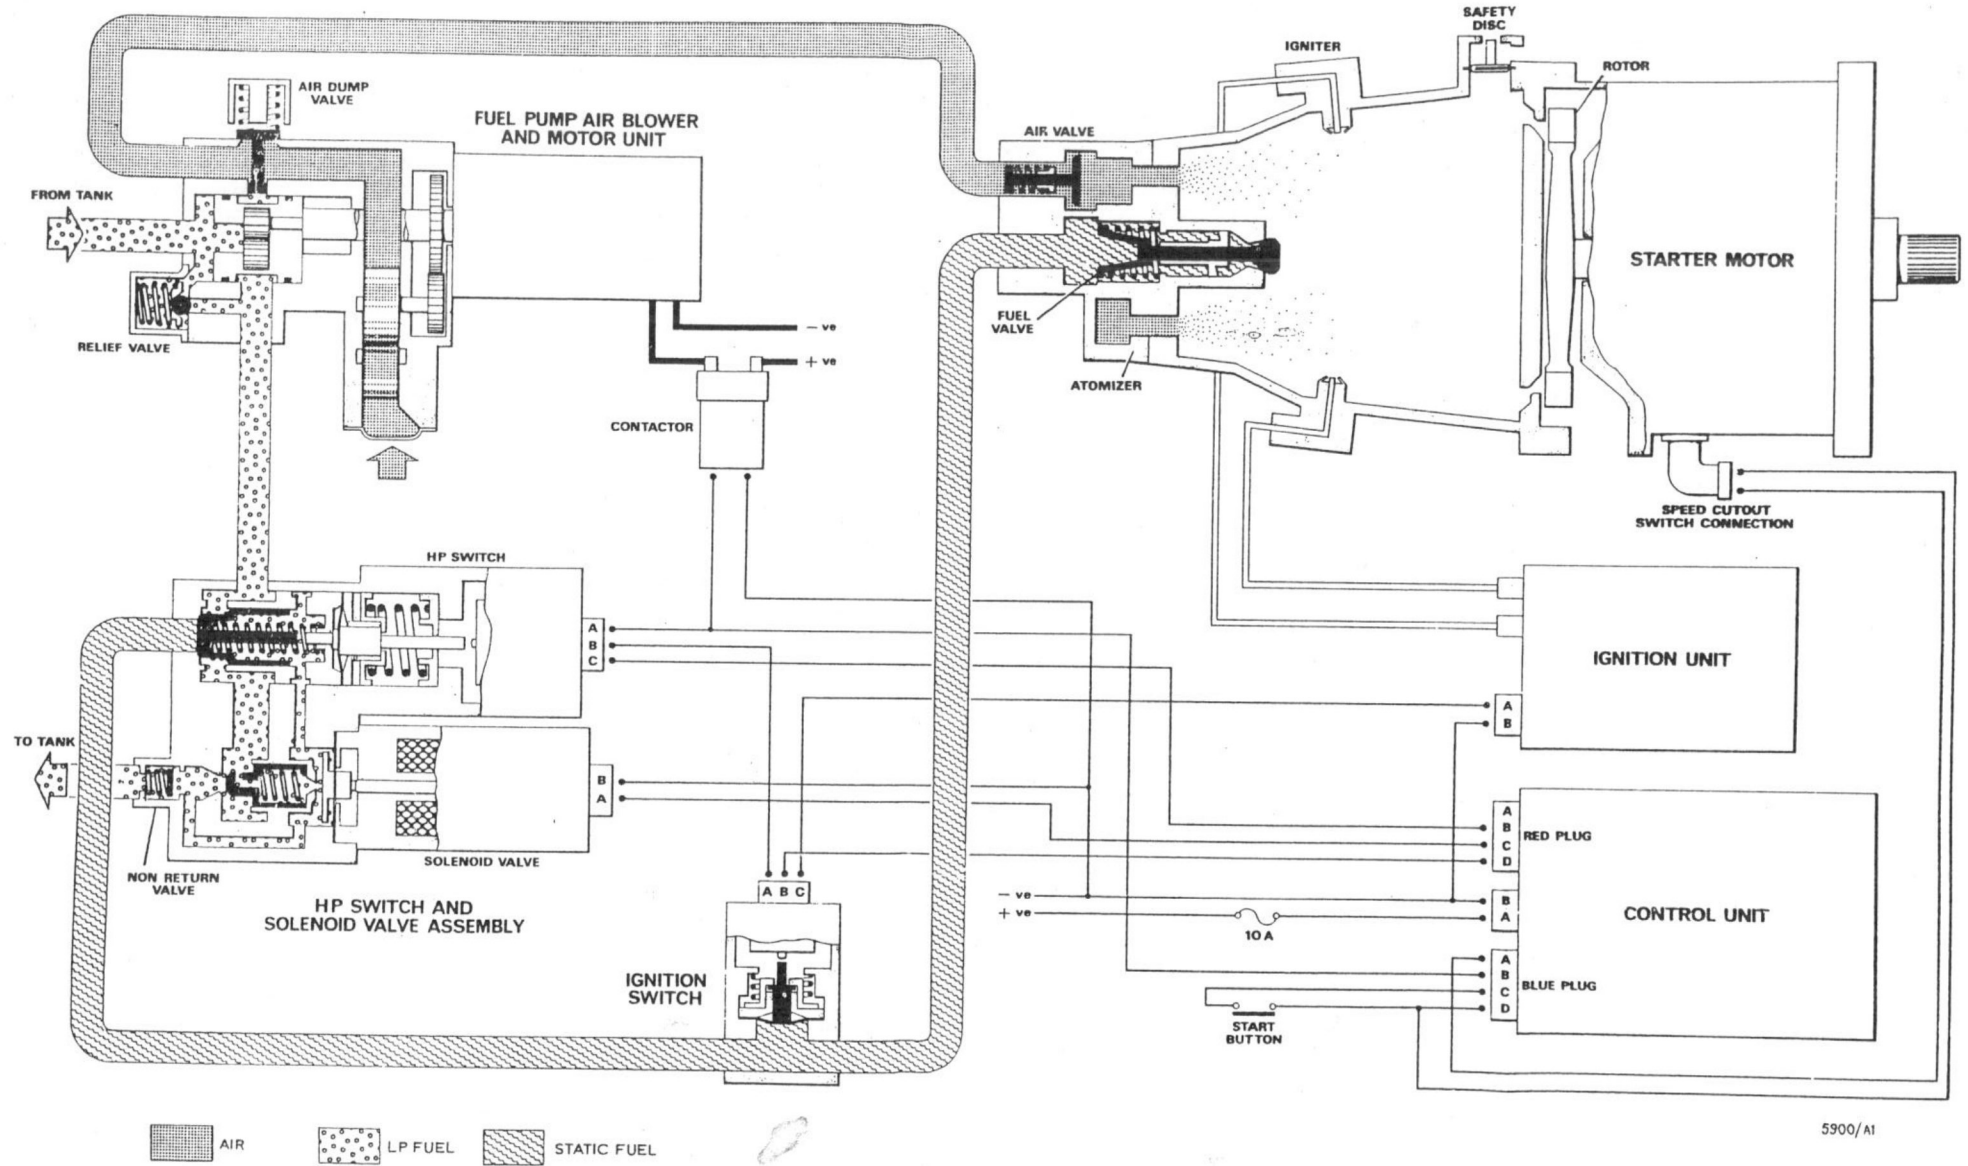 SAFETY
DISC
IGNITER
ROTOR
AIR DUMP
VALVE
FUEL PUMP AIR BLOWER
AND MOTOR UNIT
AIR VALVE
FROM TANK
STARTER MOTOR
FUEL
VALVE
- ve
+ ve
RELIEF VALVE
ATOMIZER
CONTACTOR
SPEED CUTOUT
SWITCH CONNECTION
HP SWITCH
A
B
C
IGNITION UNIT
A
B
TO TANK
B
A
SOLENOID VALVE
NON RETURN
VALVE
HP SWITCH AND
SOLENOID VALVE ASSEMBLY
A
B
C
D
RED PLUG
A B C
- ve
+ ve
10 A
B
A
CONTROL UNIT
IGNITION
SWITCH
A
B
C
D
BLUE PLUG
START
BUTTON
AIR
LP FUEL
STATIC FUEL
5900/A1